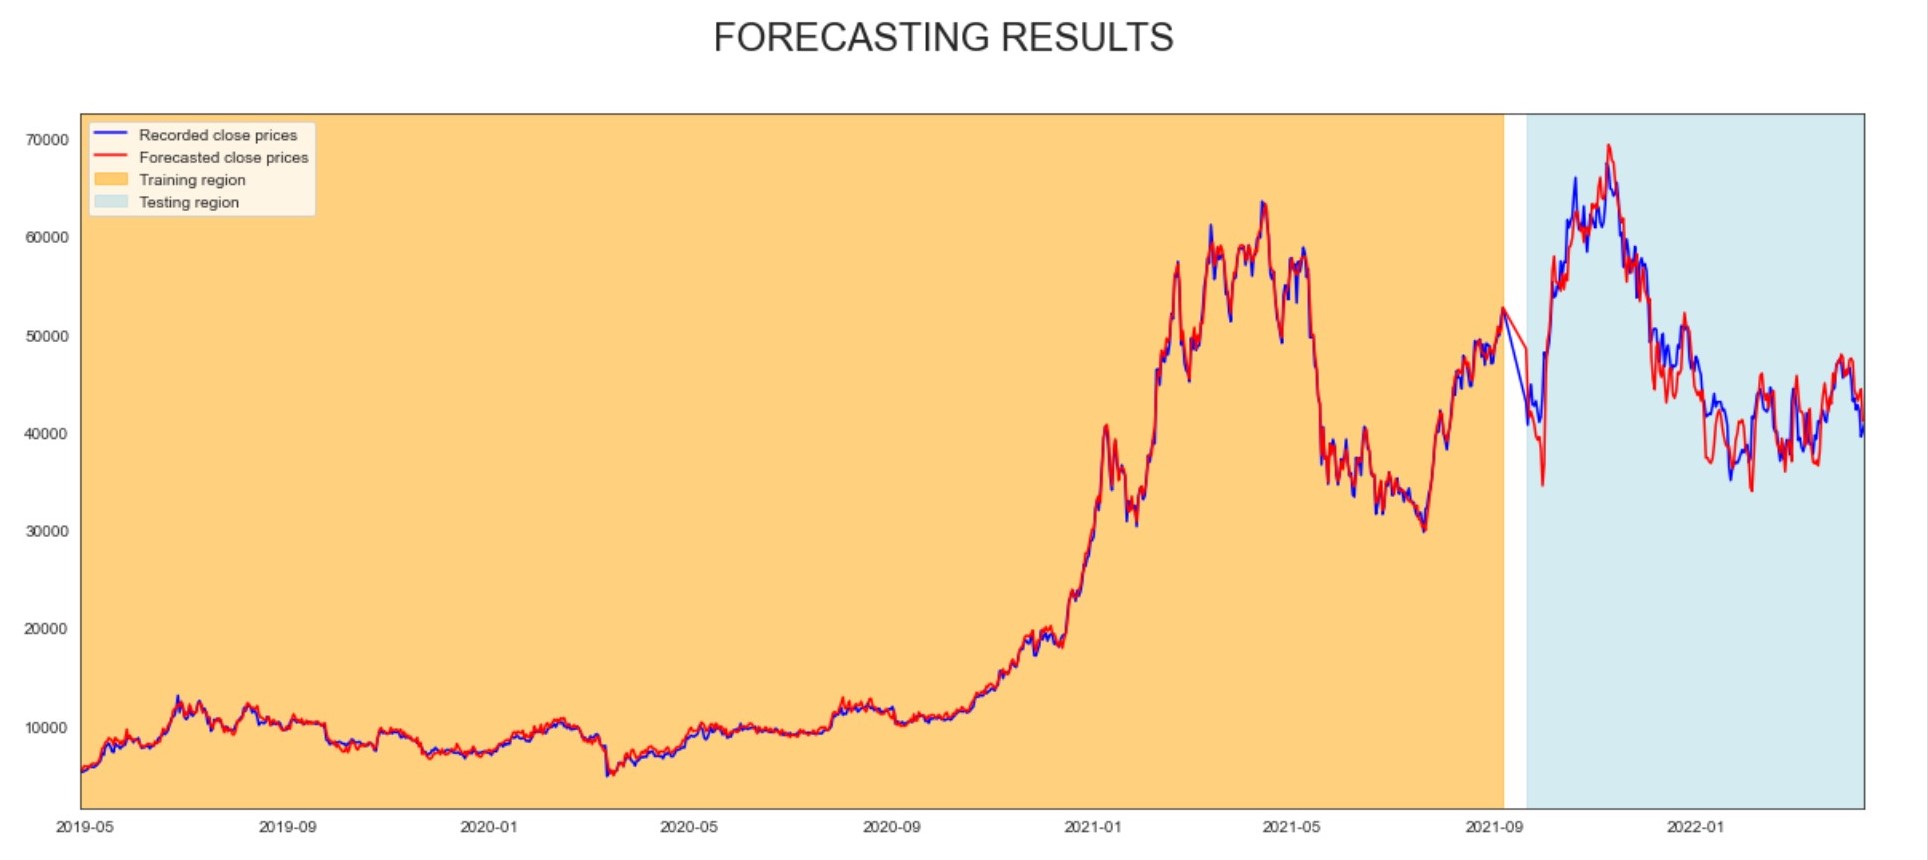 FORECASTING RESULTS
Recorded close prices
Forecasted close prices
Training region
Testing region
70000
60000
50000
40000
30000
20000
10000
2019-05 2019-09 2020-01 2020-05 2020-09 2021-01 2021-05 2021-09 2022-01